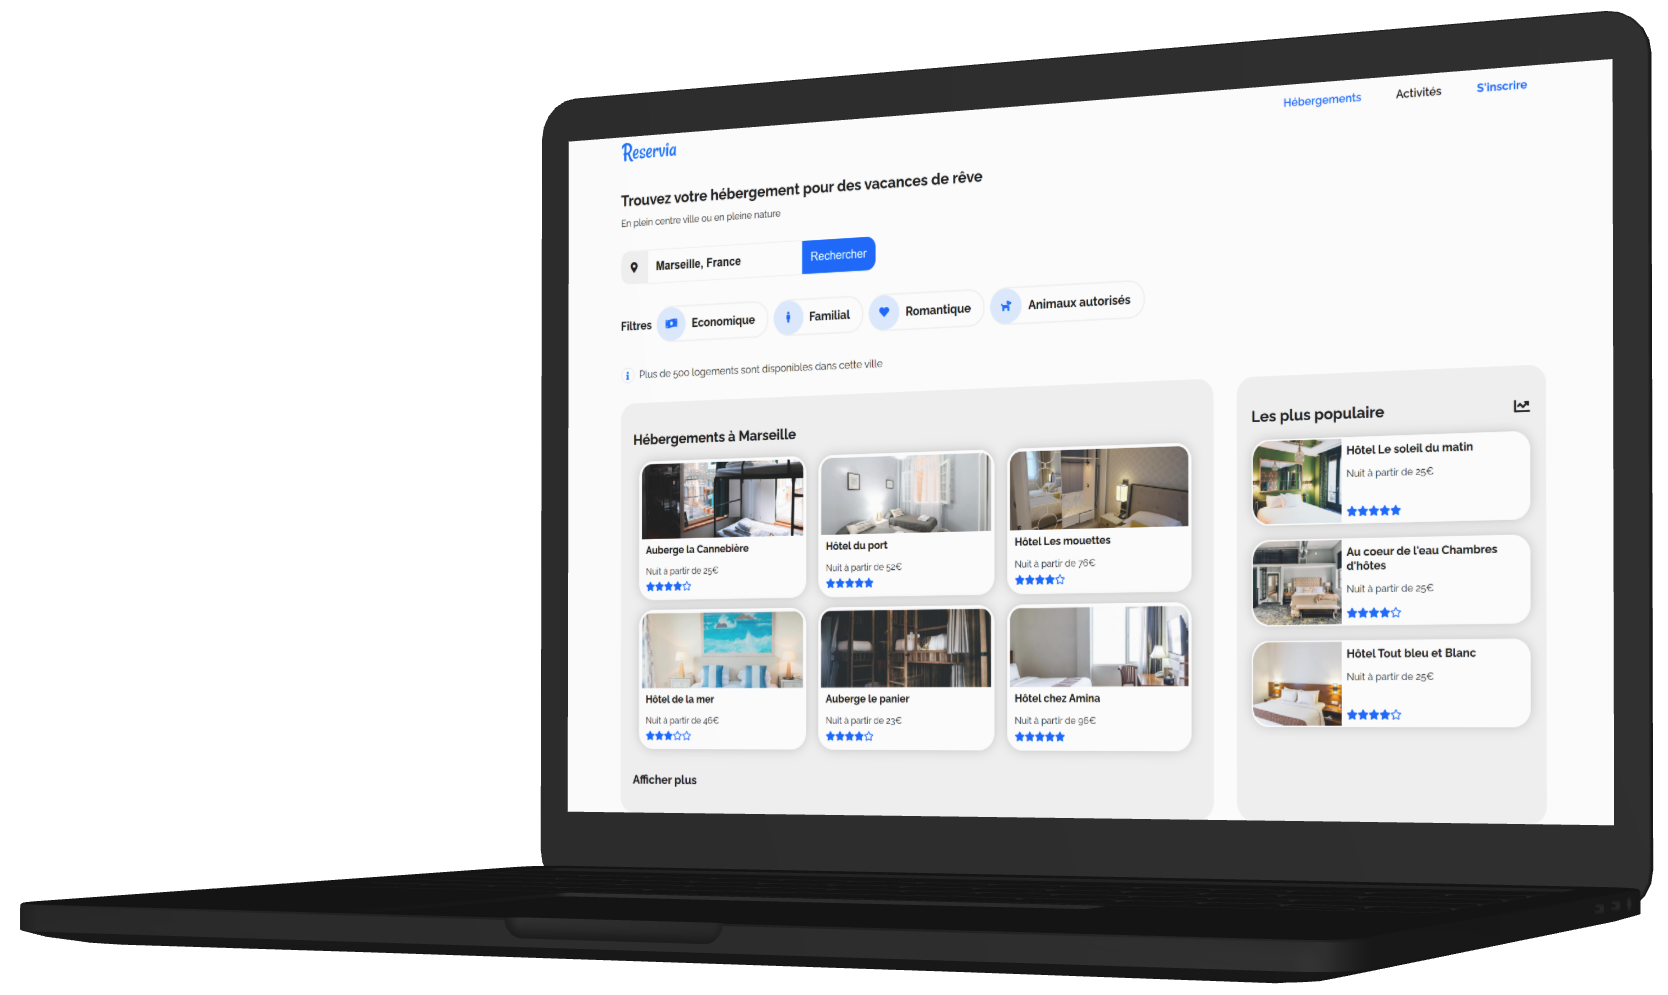 Hébergements
Activités
S'inscrire
Reservia
Trouvez votre hébergement pour des vacances de rêve
En plein centre ville ou en pleine nature
Marseille, France
Rechercher
Filtres
Economique
Familial
Romantique
Animaux autorisés
Plus de 500 logements sont disponibles dans cette ville
Hébergements à Marseille
Auberge la Cannebière
Nuit à partir de 25€
Hôtel du port
Nuit à partir de 52€
Hôtel Les mouettes
Nuit à partir de 76€
Hôtel de la mer
Nuit à partir de 46€
Auberge le panier
Nuit à partir de 23€
Hôtel chez Amina
Nuit à partir de 96€
Afficher plus
Les plus populaire
Hôtel Le soleil du matin
Nuit à partir de 25€
Au coeur de l'eau Chambres
d'hôtes
Nuit à partir de 25€
Hôtel Tout bleu et Blanc
Nuit à partir de 25€